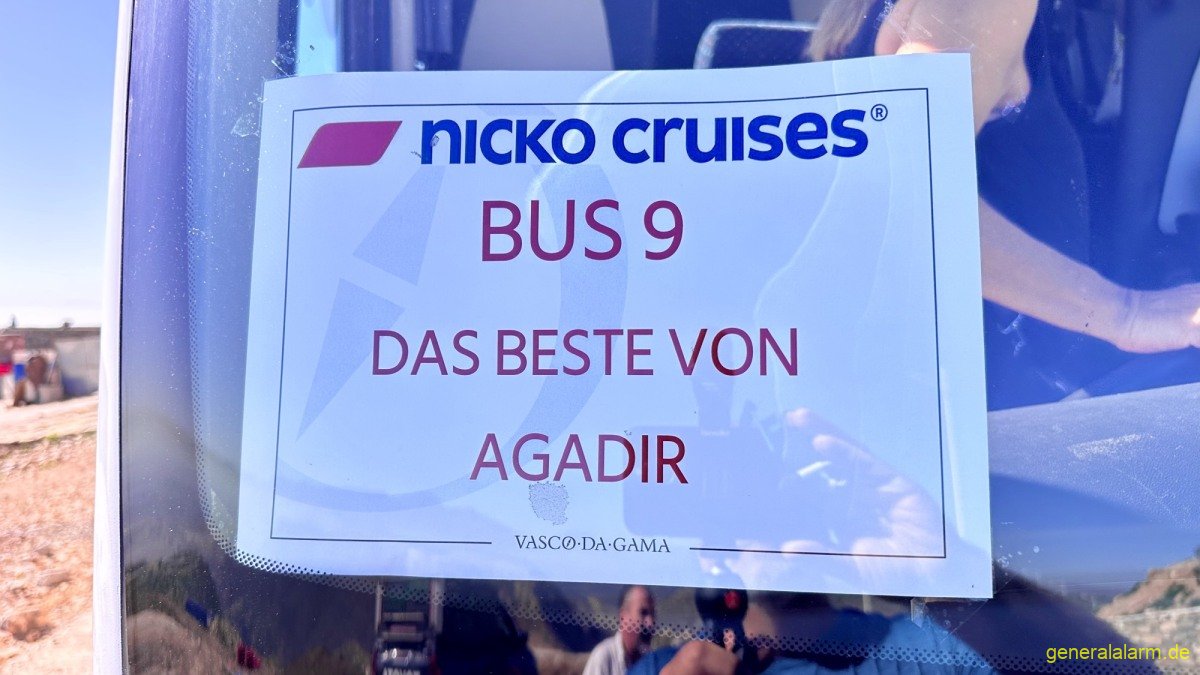 nicko cruises®
BUS 9
DAS BESTE VON
AGADIR
VASCO·DA·GAMA
generalalarm.de